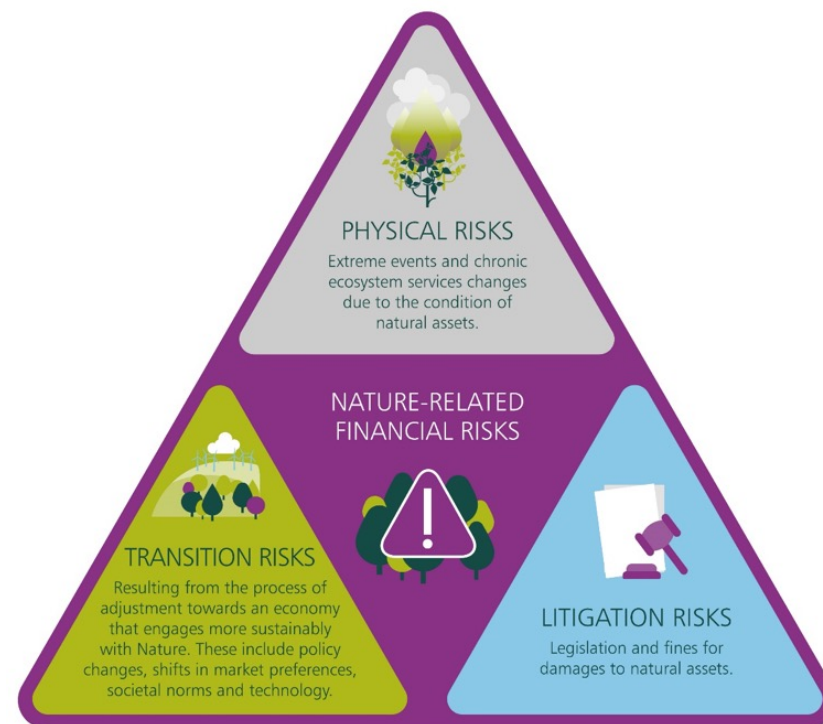 PHYSICAL RISKS
Extreme events and chronic
ecosystem services changes
due to the condition of
natural assets.
NATURE-RELATED
FINANCIAL RISKS
TRANSITION RISKS
Resulting from the process of
adjustment towards an economy
that engages more sustainably
with Nature. These include policy
changes, shifts in market preferences,
societal norms and technology.
LITIGATION RISKS
Legislation and fines for
damages to natural assets.